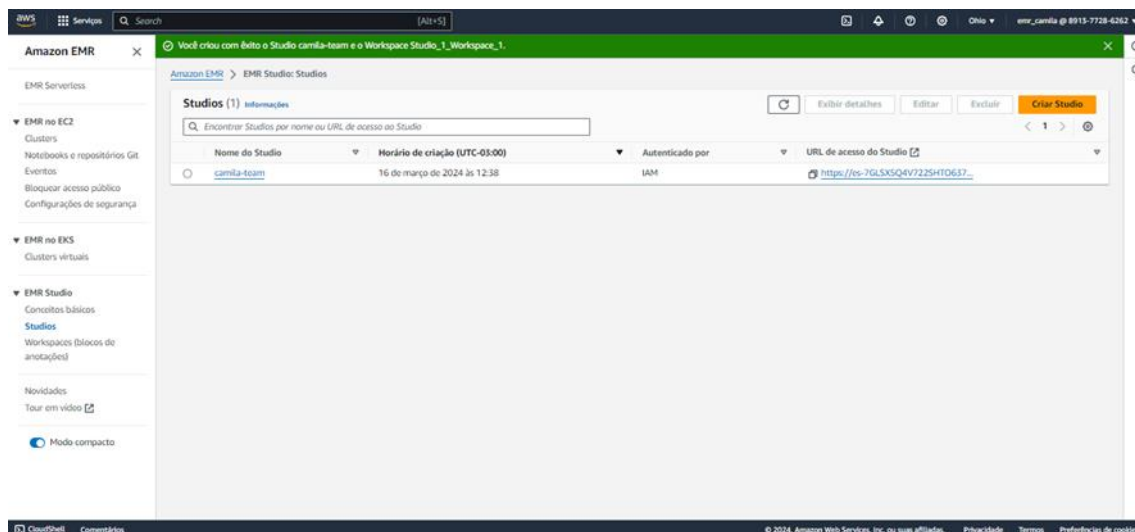 aws Serviços Search [Alt+S] Ohio emr_camila @ 8915-7728-6262
Amazon EMR
EMR Serverless
EMR no EC2
Clusters
Notebooks e repositórios Git
Eventos
Bloquear acesso público
Configurações de segurança
EMR no EKS
Clusters virtuais
EMR Studio
Conceitos básicos
Studios
Workspaces (blocos de
anotações)
Novidades
Tour em vídeo
Modo compacto
Você criou com êxito o Studio camila-team e o Workspace Studio_1_Workspace_1.
Amazon EMR > EMR Studio: Studios
Studios (1) Informações Exibir detalhes Editar Excluir Criar Studio
Encontrar Studios por nome ou URL de acesso ao Studio < 1 >
Nome do Studio Horário de criação (UTC-03:00) Autenticado por URL de acesso do Studio
camila-team 16 de março de 2024 às 12:38 IAM
CloudShell Comentários © 2024, Amazon Web Services, Inc. ou suas afiliadas. Privacidade Termos Preferências de cookie